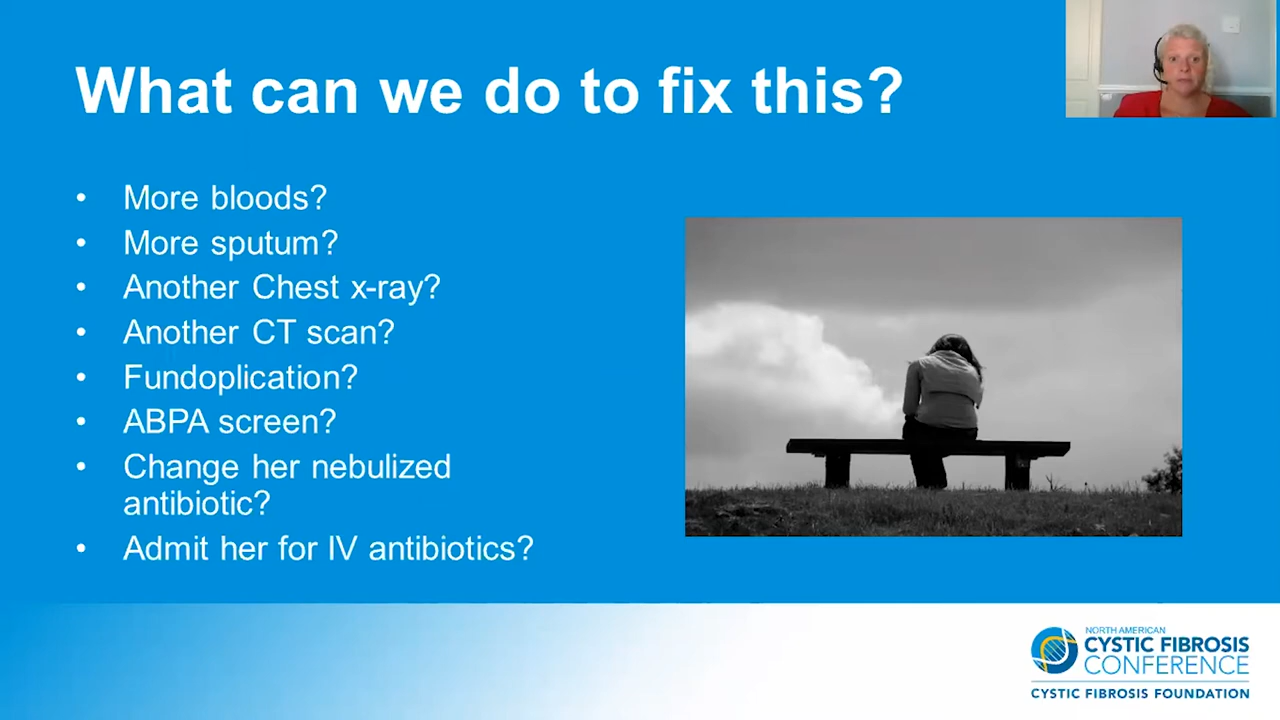 What can we do to fix this?
• More bloods?
• More sputum?
• Another Chest x-ray?
• Another CT scan?
• Fundoplication?
• ABPA screen?
• Change her nebulized
antibiotic?
• Admit her for IV antibiotics?
NORTH AMERICAN
CYSTIC FIBROSIS
CONFERENCE
CYSTIC FIBROSIS FOUNDATION